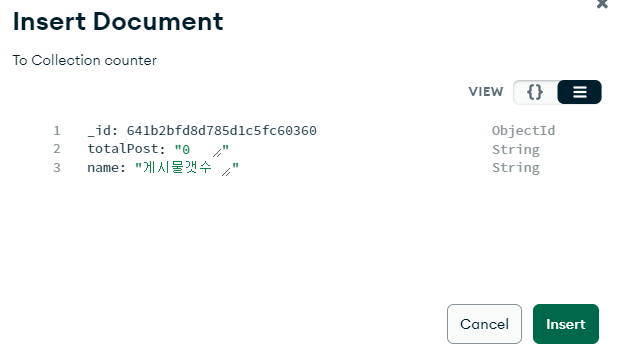 Insert Document
To Collection counter
VIEW {}
1 _id: 641b2bfd8d785d1c5fc60360 ObjectId
2 totalPost: "0 " String
3 name: "게시물갯수 " String
Cancel Insert